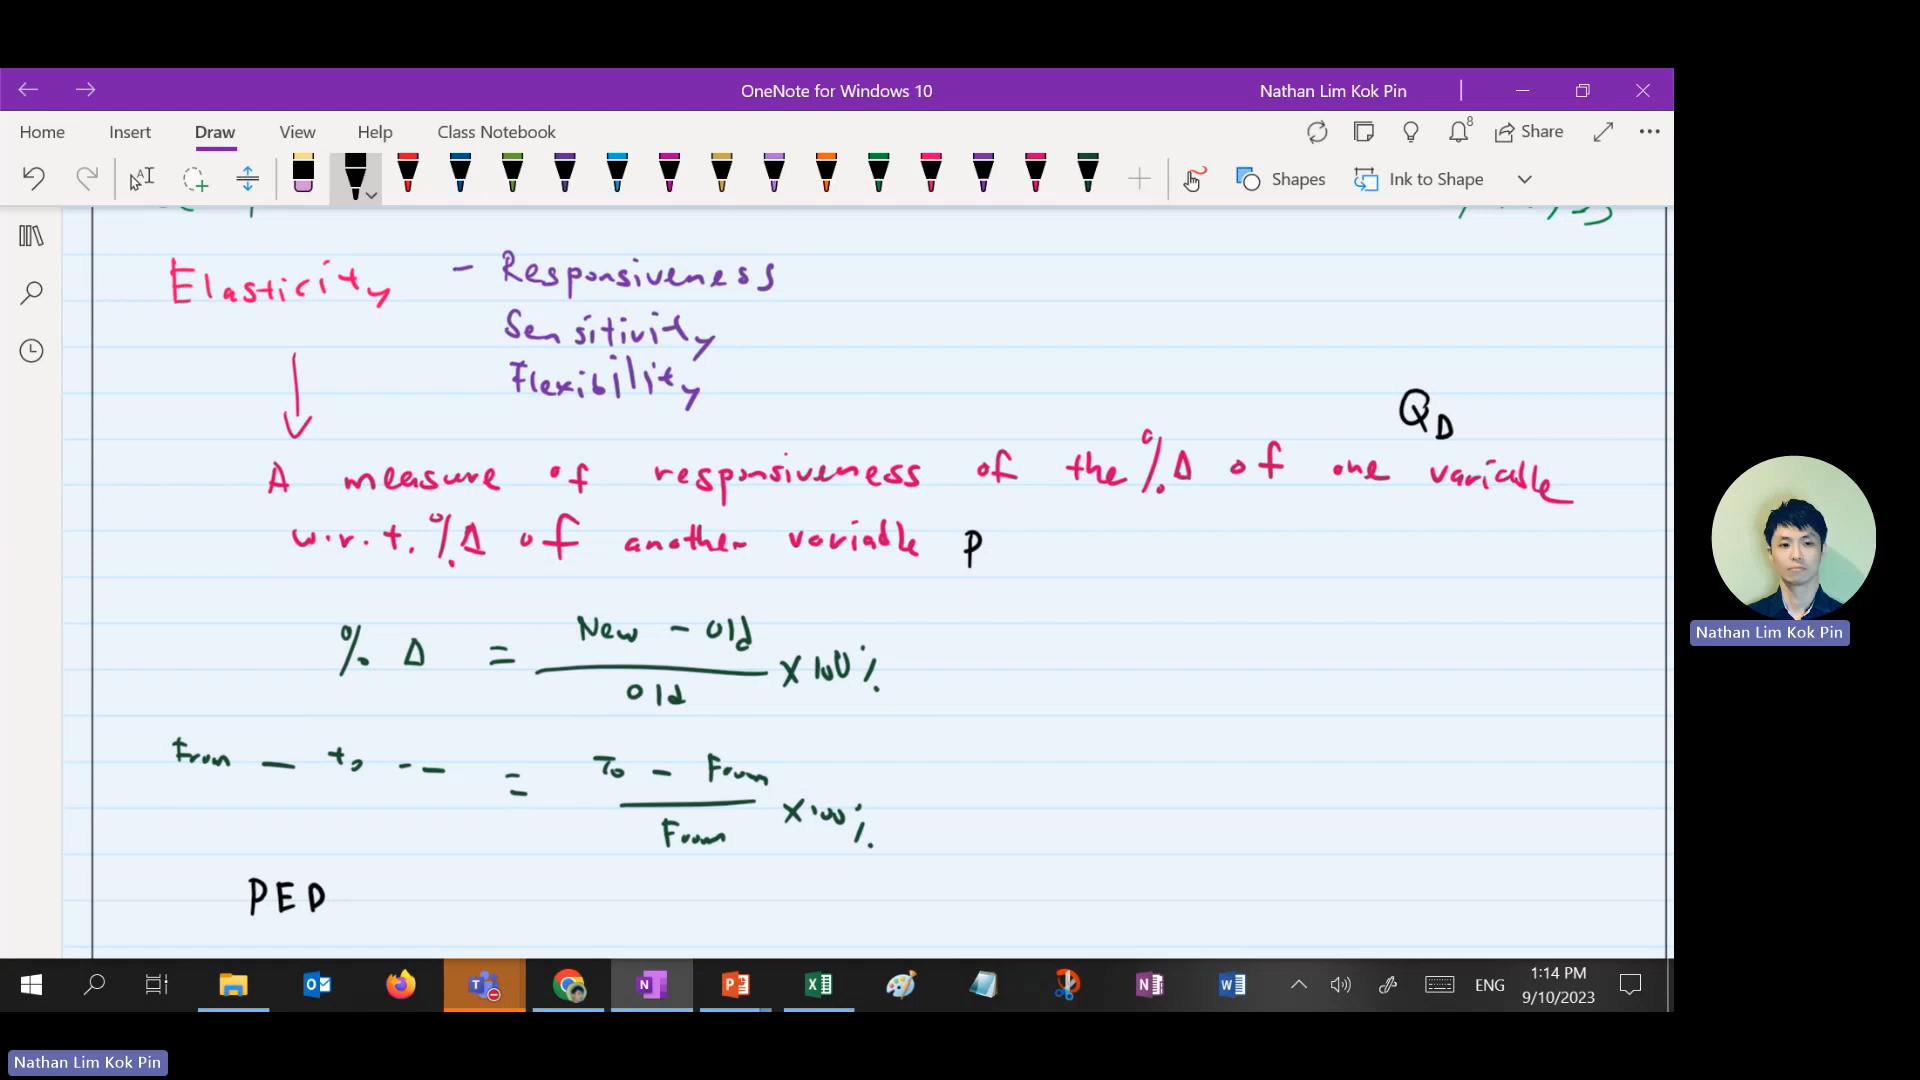 OneNote for Windows 10
Nathan Lim Kok Pin
Home Insert Draw View Help Class Notebook
8
Share
Shapes Ink to Shape
Elasticity - Responsiveness
Sensitivity
Flexibility
QD
A measure of responsiveness of the %Δ of one variable
w.r.t. %Δ of another variable P
% Δ = New - Old
Old
× 100%
From — to -— = To - From
From
× 100%
PED
Nathan Lim Kok Pin
ENG
1:14 PM
9/10/2023
Nathan Lim Kok Pin